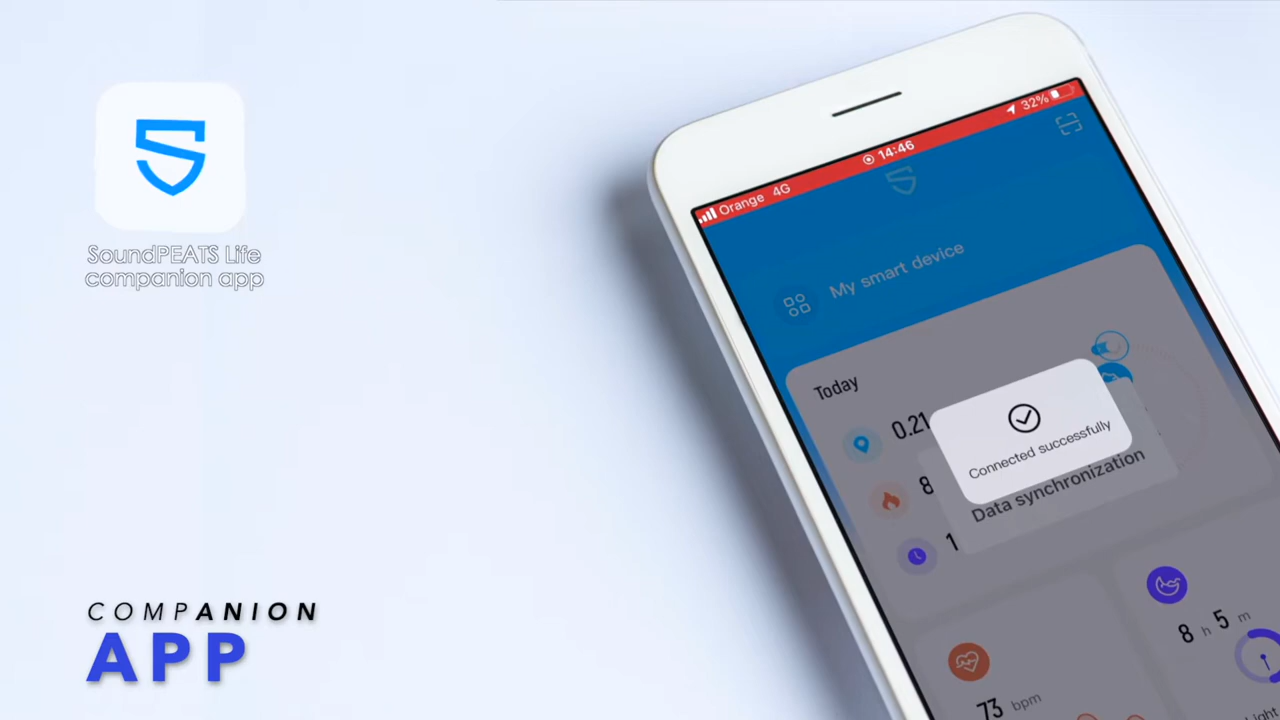 SoundPEATS Life
companion app
COMPANION
APP
Orange 4G
14:46
32%
My smart device
Today
0.21
8
1
Connected successfully
Data synchronization
73 bpm
8 h 5 m